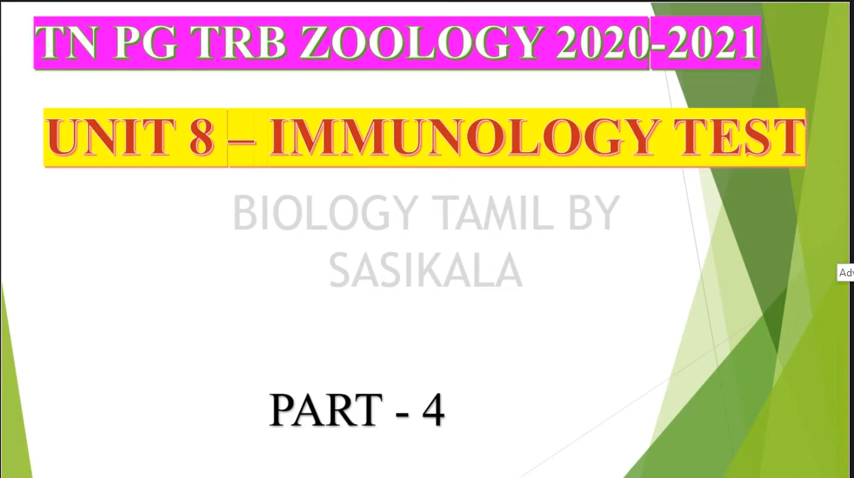 TN PG TRB ZOOLOGY 2020-2021
UNIT 8 – IMMUNOLOGY TEST
BIOLOGY TAMIL BY
SASIKALA
PART - 4